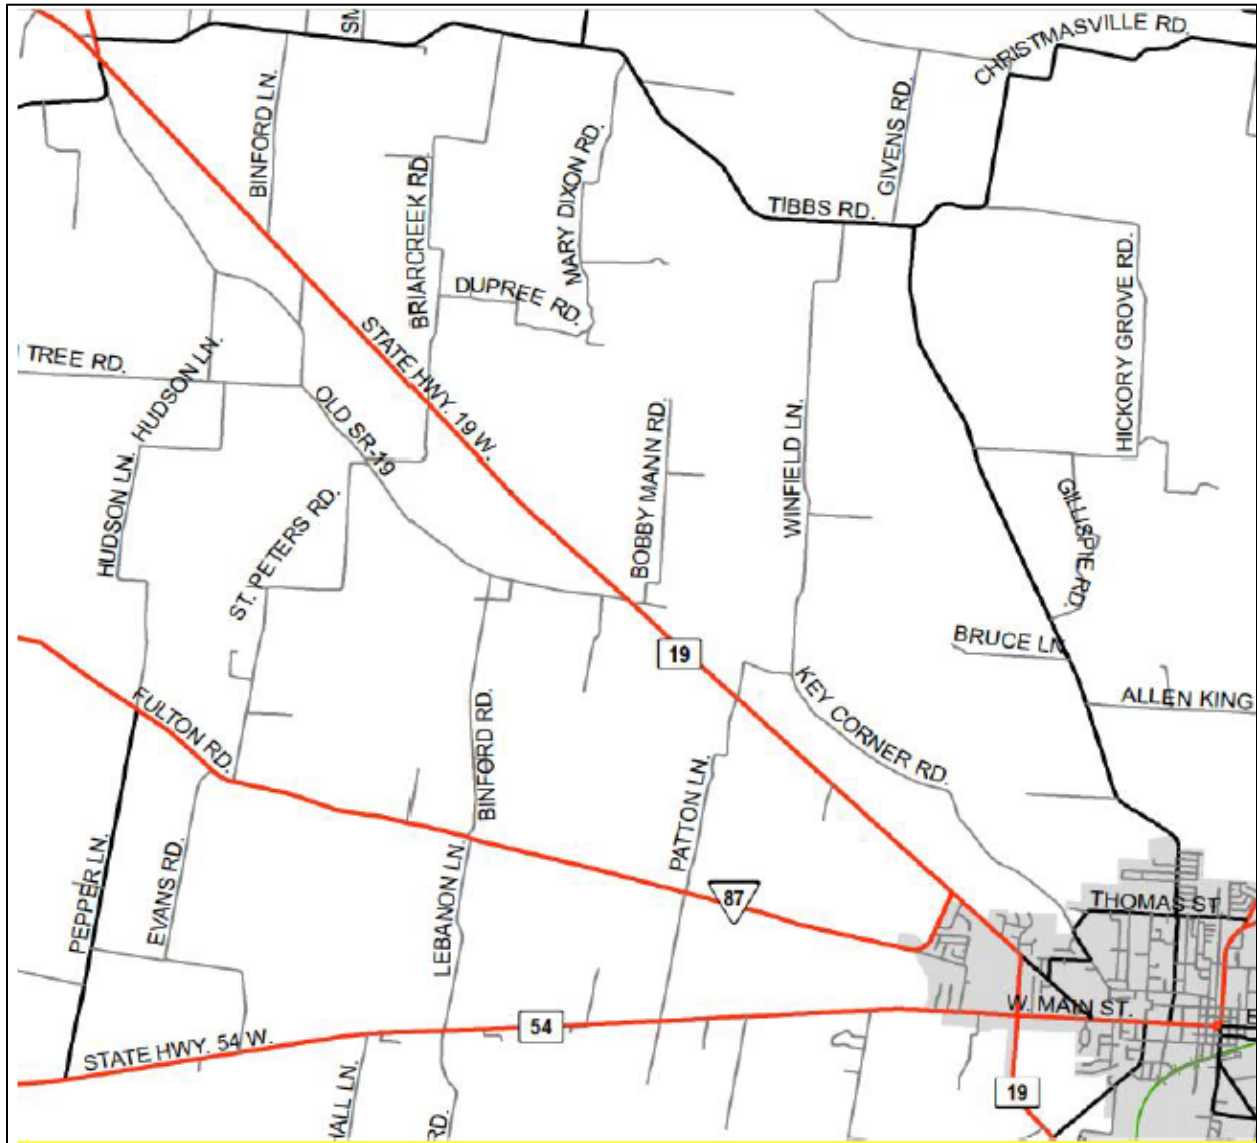 SM
CHRISTMASVILLE RD.
BINFORD LN.
GIVENS RD.
MARY DIXON RD.
BRIARCREEK RD.
TIBBS RD.
DUPREE RD.
HICKORY GROVE RD.
TREE RD.
HUDSON LN.
STATE HWY. 19 W.
OLD SR-19
WINFIELD LN.
BOBBY MANN RD.
HUDSON LN.
GILLISPIE RD.
ST. PETERS RD.
BRUCE LN.
19
KEY CORNER RD.
ALLEN KING
FULTON RD.
BINFORD RD.
PATTON LN.
PEPPER LN.
EVANS RD.
LEBANON LN.
87
THOMAS ST
W. MAIN ST.
E
54
STATE HWY. 54 W.
HALL LN.
RD.
19